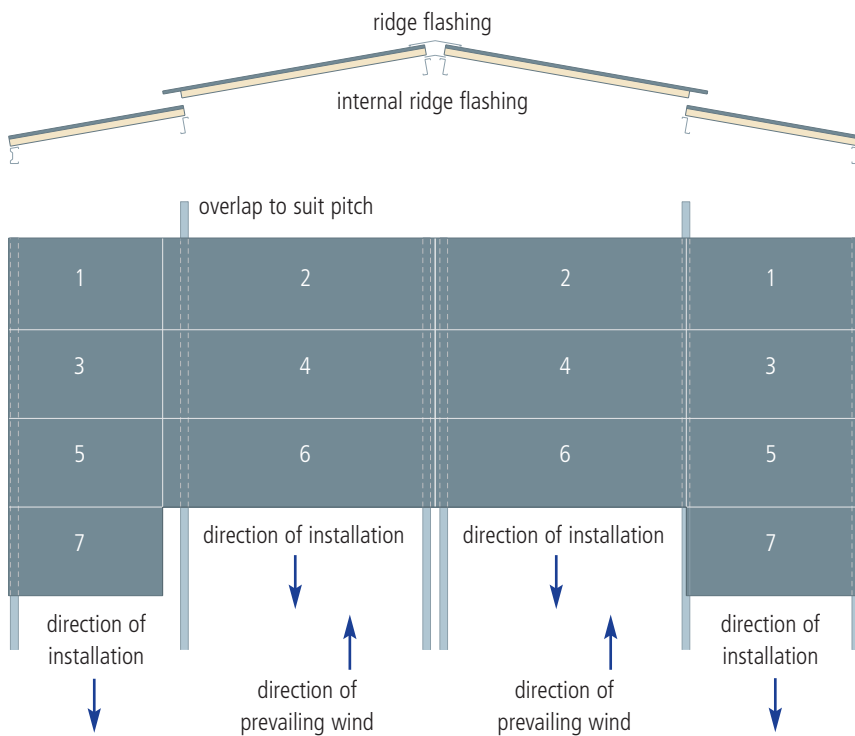 ridge flashing
internal ridge flashing
overlap to suit pitch
1 2 2 1
3 4 4 3
5 6 6 5
7 7
direction of installation
direction of installation
direction of
installation
direction of
installation
direction of
prevailing wind
direction of
prevailing wind